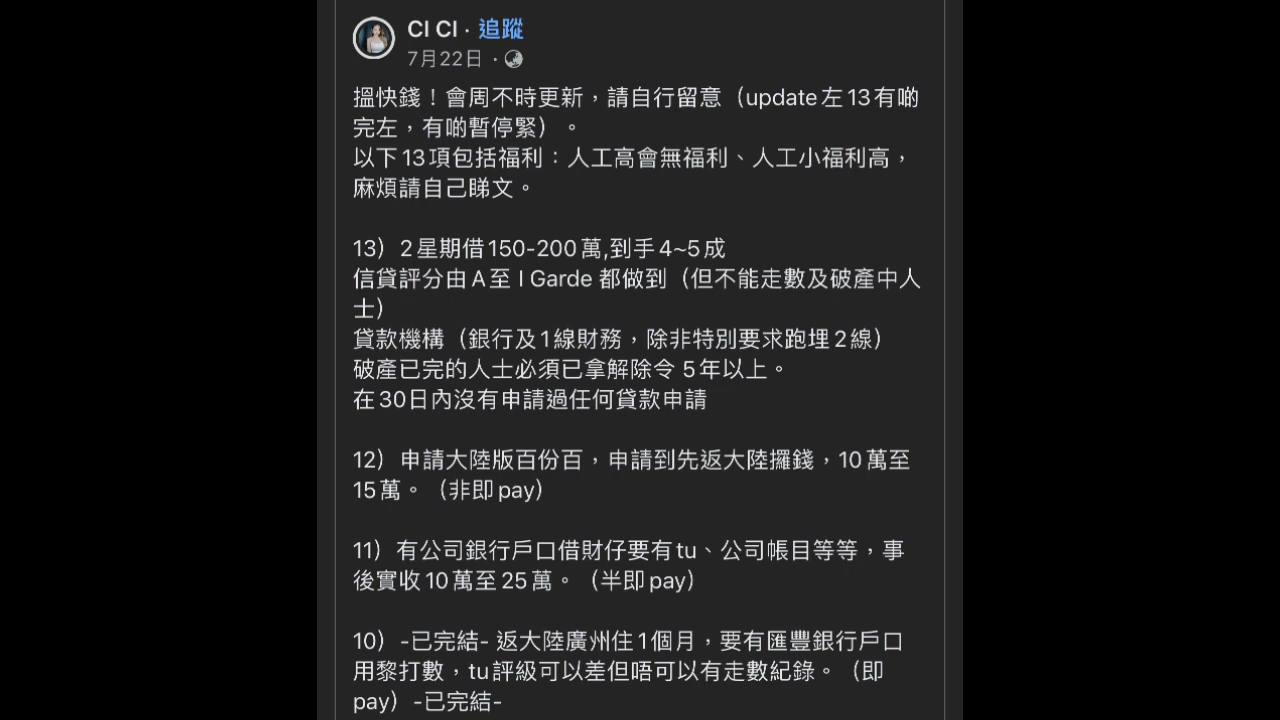 CI CI · 追蹤
7月22日 ·
搵快錢！會周不時更新，請自行留意（update左13有啲
完左，有啲暫停緊）。
以下13項包括福利：人工高會無福利、人工小福利高，
麻煩請自己睇文。
13）2星期借150-200萬,到手4~5成
信貸評分由A至 I Garde 都做到（但不能走數及破產中人
士）
貸款機構（銀行及1線財務，除非特別要求跑埋2線）
破產已完的人士必須已拿解除令 5年以上。
在30日內沒有申請過任何貸款申請
12）申請大陸版百份百，申請到先返大陸攞錢，10萬至
15萬。（非即pay）
11）有公司銀行戶口借財仔要有tu、公司帳目等等，事
後實收10萬至25萬。（半即pay）
10）-已完結- 返大陸廣州住1個月，要有匯豐銀行戶口
用黎打數，tu評級可以差但唔可以有走數紀錄。（即
pay）-已完結-